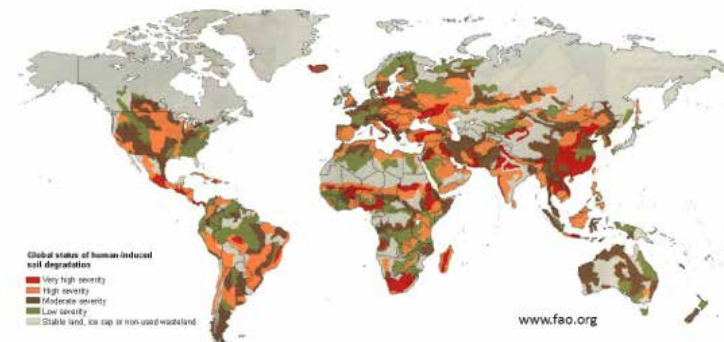 Global status of human-induced
soil degradation
Very high severity
High severity
Moderate severity
Low severity
Stable land, ice cap or non-used wasteland
www.fao.org